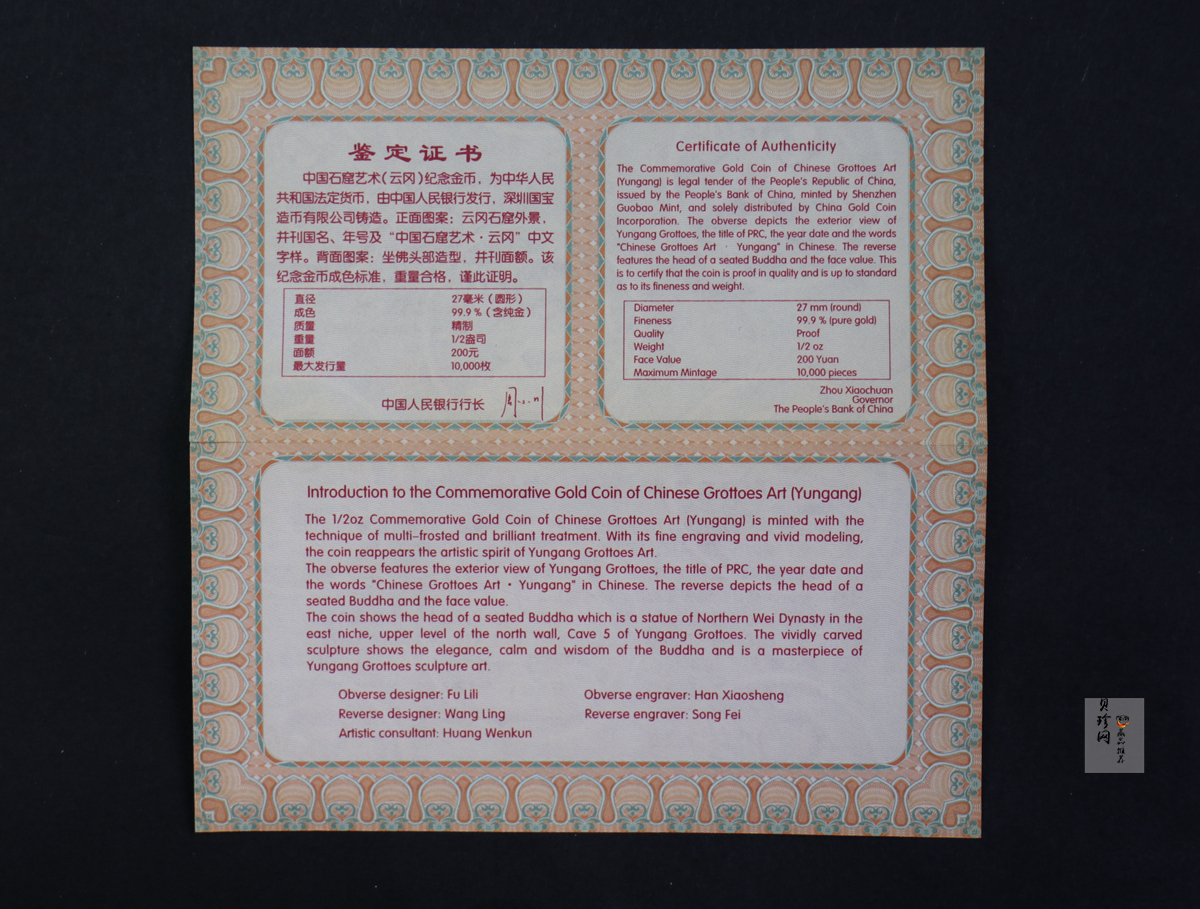 鉴定证书
中国石窟艺术（云冈）纪念金币，为中华人民
共和国法定货币，由中国人民银行发行，深圳国宝
造币有限公司铸造。正面图案：云冈石窟外景，
并刊国名、年号及“中国石窟艺术·云冈”中文
字样。背面图案：坐佛头部造型，并刊面额。该
纪念金币成色标准，重量合格，谨此证明。
直径 27毫米（圆形）
成色 99.9％（含纯金）
质量 精制
重量 1/2盎司
面额 200元
最大发行量 10,000枚
中国人民银行行长
Certificate of Authenticity
The Commemorative Gold Coin of Chinese Grottoes Art
(Yungang) is legal tender of the People's Republic of China,
issued by the People's Bank of China, minted by Shenzhen
Guobao Mint, and solely distributed by China Gold Coin
Incorporation. The obverse depicts the exterior view of
Yungang Grottoes, the title of PRC, the year date and the words
"Chinese Grottoes Art · Yungang" in Chinese. The reverse
features the head of a seated Buddha and the face value. This
is to certify that the coin is proof in quality and is up to standard
as to its fineness and weight.
Diameter 27 mm (round)
Fineness 99.9 % (pure gold)
Quality Proof
Weight 1/2 oz
Face Value 200 Yuan
Maximum Mintage 10,000 pieces
Zhou Xiaochuan
Governor
The People's Bank of China
Introduction to the Commemorative Gold Coin of Chinese Grottoes Art (Yungang)
The 1/2oz Commemorative Gold Coin of Chinese Grottoes Art (Yungang) is minted with the
technique of multi-frosted and brilliant treatment. With its fine engraving and vivid modeling,
the coin reappears the artistic spirit of Yungang Grottoes Art.
The obverse features the exterior view of Yungang Grottoes, the title of PRC, the year date and
the words "Chinese Grottoes Art · Yungang" in Chinese. The reverse depicts the head of a
seated Buddha and the face value.
The coin shows the head of a seated Buddha which is a statue of Northern Wei Dynasty in the
east niche, upper level of the north wall, Cave 5 of Yungang Grottoes. The vividly carved
sculpture shows the elegance, calm and wisdom of the Buddha and is a masterpiece of
Yungang Grottoes sculpture art.
Obverse designer: Fu Lili Obverse engraver: Han Xiaosheng
Reverse designer: Wang Ling Reverse engraver: Song Fei
Artistic consultant: Huang Wenkun
贝珍网